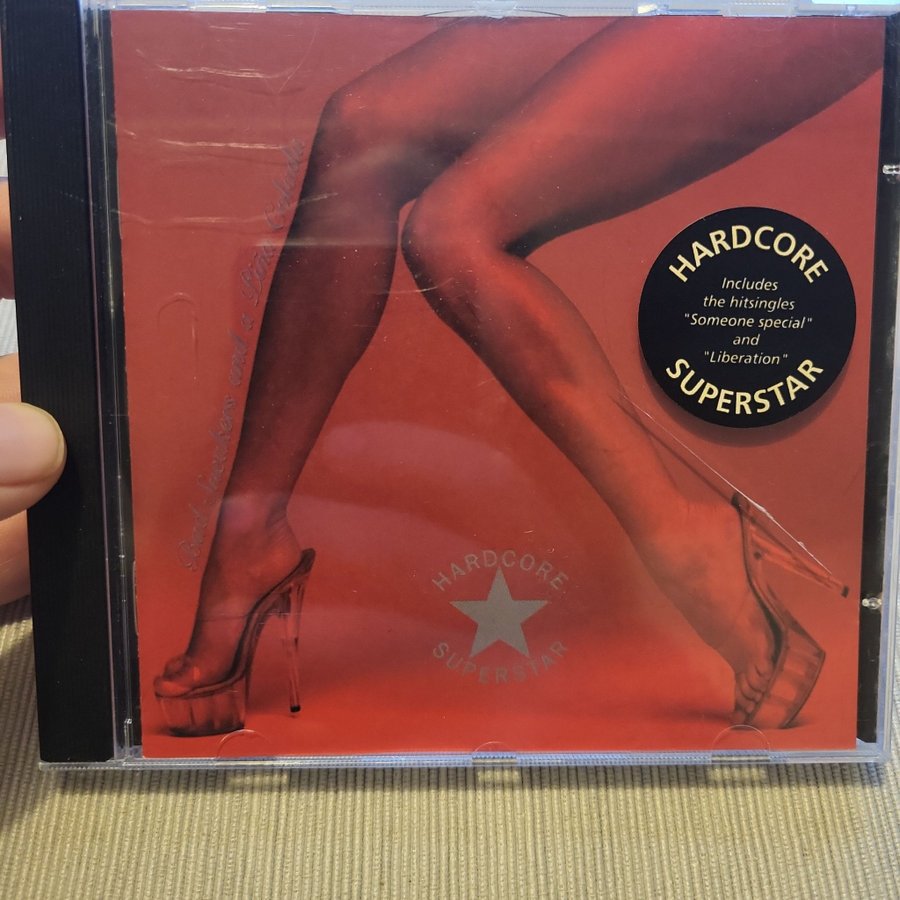 Bad Sneakers and a Piña Colada
HARDCORE
Includes
the hitsingles
"Someone special"
and
"Liberation"
SUPERSTAR
HARDCORE
SUPERSTAR